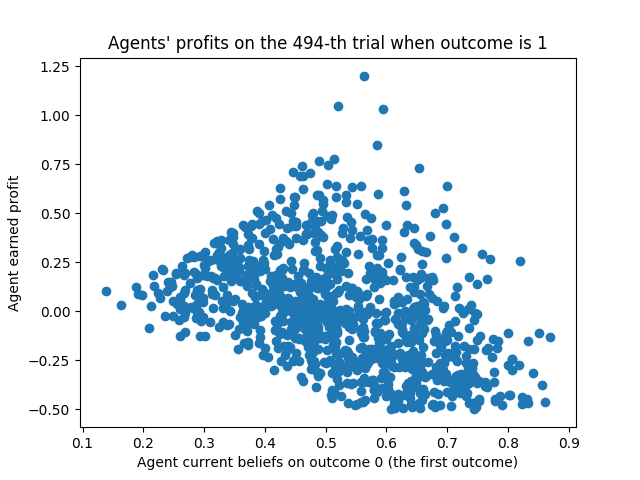 Agents' profits on the 494-th trial when outcome is 1
1.25
1.00
0.75
0.50
0.25
0.00
−0.25
−0.50
Agent earned profit
0.1 0.2 0.3 0.4 0.5 0.6 0.7 0.8 0.9
Agent current beliefs on outcome 0 (the first outcome)